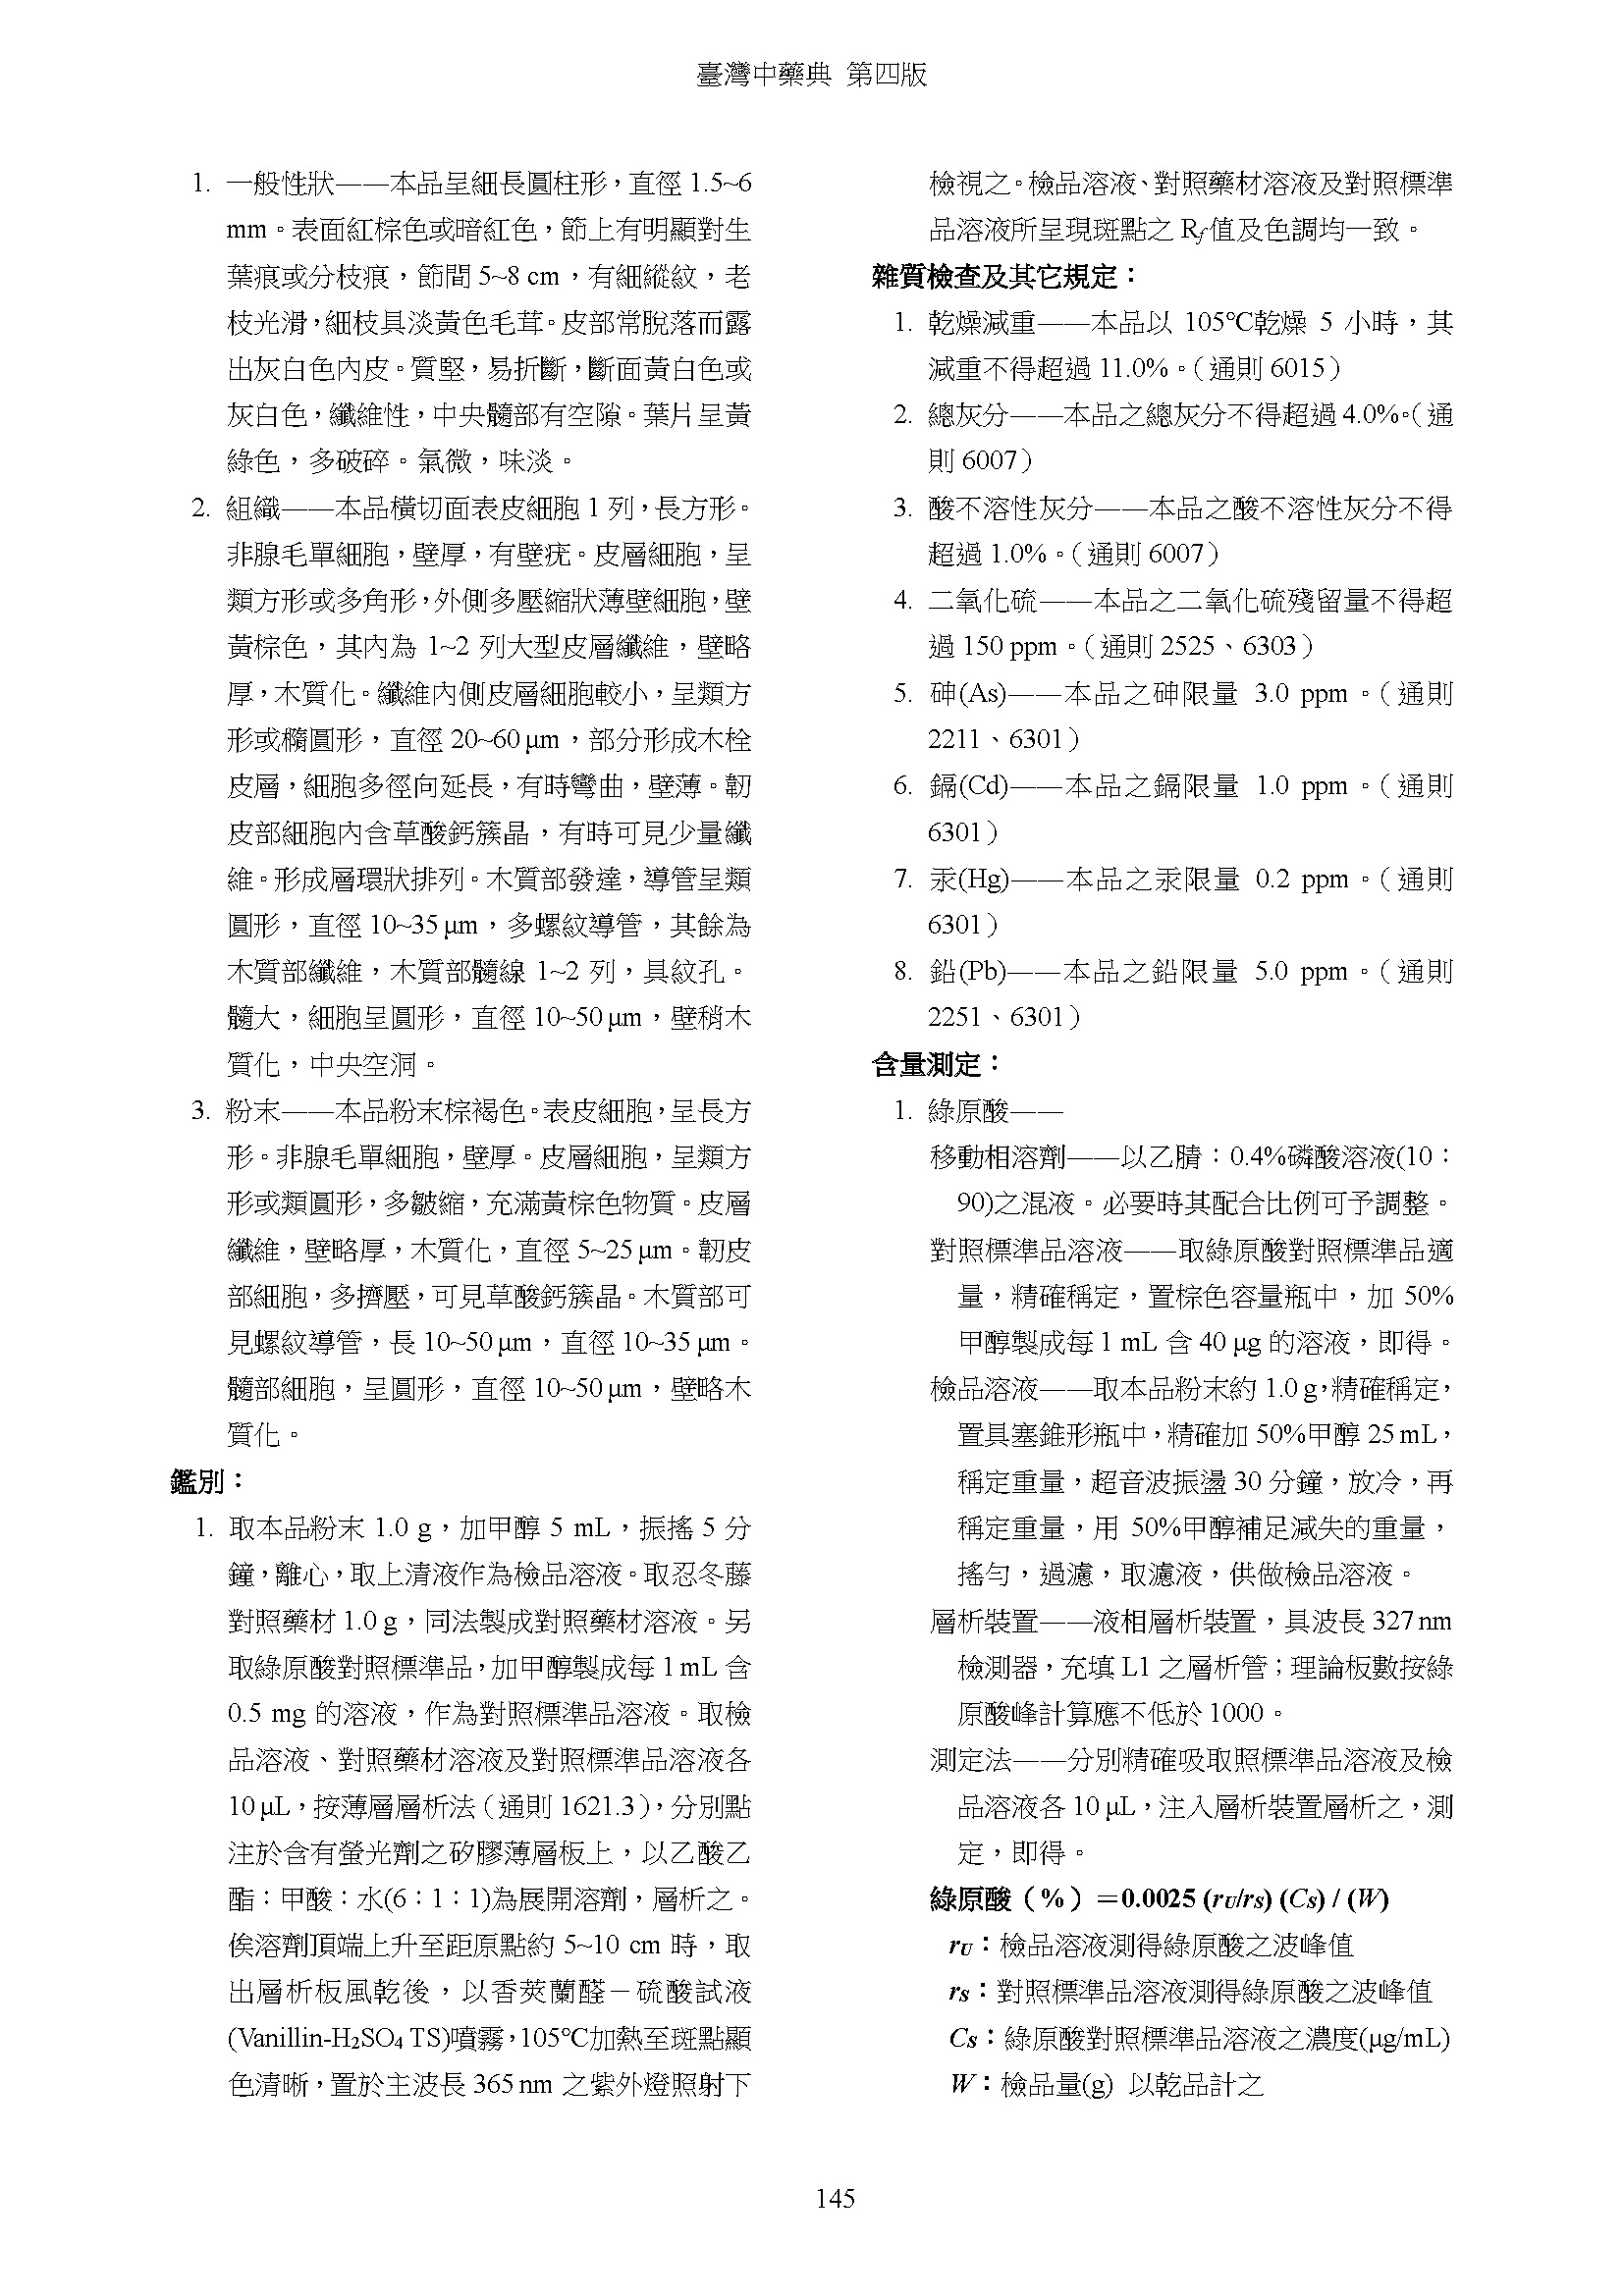 臺灣中藥典 第四版
1. 一般性狀——本品呈細長圓柱形，直徑 1.5~6
mm。表面紅棕色或暗紅色，節上有明顯對生
葉痕或分枝痕，節間 5~8 cm，有細縱紋，老
枝光滑，細枝具淡黃色毛茸。皮部常脫落而露
出灰白色內皮。質堅，易折斷，斷面黃白色或
灰白色，纖維性，中央髓部有空隙。葉片呈黃
綠色，多破碎。氣微，味淡。
2. 組織——本品橫切面表皮細胞 1 列，長方形。
非腺毛單細胞，壁厚，有壁疣。皮層細胞，呈
類方形或多角形，外側多壓縮狀薄壁細胞，壁
黃棕色，其內為 1~2 列大型皮層纖維，壁略
厚，木質化。纖維內側皮層細胞較小，呈類方
形或橢圓形，直徑 20~60 μm，部分形成木栓
皮層，細胞多徑向延長，有時彎曲，壁薄。韌
皮部細胞內含草酸鈣簇晶，有時可見少量纖
維。形成層環狀排列。木質部發達，導管呈類
圓形，直徑 10~35 μm，多螺紋導管，其餘為
木質部纖維，木質部髓線 1~2 列，具紋孔。
髓大，細胞呈圓形，直徑 10~50 μm，壁稍木
質化，中央空洞。
3. 粉末——本品粉末棕褐色。表皮細胞，呈長方
形。非腺毛單細胞，壁厚。皮層細胞，呈類方
形或類圓形，多皺縮，充滿黃棕色物質。皮層
纖維，壁略厚，木質化，直徑 5~25 μm。韌皮
部細胞，多擠壓，可見草酸鈣簇晶。木質部可
見螺紋導管，長 10~50 μm，直徑 10~35 μm。
髓部細胞，呈圓形，直徑 10~50 μm，壁略木
質化。
鑑別：
1. 取本品粉末 1.0 g，加甲醇 5 mL，振搖 5 分
鐘，離心，取上清液作為檢品溶液。取忍冬藤
對照藥材 1.0 g，同法製成對照藥材溶液。另
取綠原酸對照標準品，加甲醇製成每 1 mL 含
0.5 mg 的溶液，作為對照標準品溶液。取檢
品溶液、對照藥材溶液及對照標準品溶液各
10 μL，按薄層層析法（通則 1621.3），分別點
注於含有螢光劑之矽膠薄層板上，以乙酸乙
酯：甲酸：水(6：1：1)為展開溶劑，層析之。
俟溶劑頂端上升至距原點約 5~10 cm 時，取
出層析板風乾後，以香莢蘭醛－硫酸試液
(Vanillin-H₂SO₄ TS)噴霧，105℃加熱至斑點顯
色清晰，置於主波長 365 nm 之紫外燈照射下
檢視之。檢品溶液、對照藥材溶液及對照標準
品溶液所呈現斑點之 Rf 值及色調均一致。
雜質檢查及其它規定：
1. 乾燥減重——本品以 105℃乾燥 5 小時，其
減重不得超過 11.0%。（通則 6015）
2. 總灰分——本品之總灰分不得超過 4.0%。（通
則 6007）
3. 酸不溶性灰分——本品之酸不溶性灰分不得
超過 1.0%。（通則 6007）
4. 二氧化硫——本品之二氧化硫殘留量不得超
過 150 ppm。（通則 2525、6303）
5. 砷(As)——本品之砷限量 3.0 ppm。（通則
2211、6301）
6. 鎘(Cd)——本品之鎘限量 1.0 ppm。（通則
6301）
7. 汞(Hg)——本品之汞限量 0.2 ppm。（通則
6301）
8. 鉛(Pb)——本品之鉛限量 5.0 ppm。（通則
2251、6301）
含量測定：
1. 綠原酸——
移動相溶劑——以乙腈：0.4%磷酸溶液(10：
90)之混液。必要時其配合比例可予調整。
對照標準品溶液——取綠原酸對照標準品適
量，精確稱定，置棕色容量瓶中，加 50%
甲醇製成每 1 mL 含 40 μg 的溶液，即得。
檢品溶液——取本品粉末約 1.0 g，精確稱定，
置具塞錐形瓶中，精確加 50%甲醇 25 mL，
稱定重量，超音波振盪 30 分鐘，放冷，再
稱定重量，用 50%甲醇補足減失的重量，
搖勻，過濾，取濾液，供做檢品溶液。
層析裝置——液相層析裝置，具波長 327 nm
檢測器，充填 L1 之層析管；理論板數按綠
原酸峰計算應不低於 1000。
測定法——分別精確吸取照標準品溶液及檢
品溶液各 10 μL，注入層析裝置層析之，測
定，即得。
綠原酸（%）＝0.0025 (rU/rS) (CS) / (W)
rU：檢品溶液測得綠原酸之波峰值
rS：對照標準品溶液測得綠原酸之波峰值
CS：綠原酸對照標準品溶液之濃度(μg/mL)
W：檢品量(g) 以乾品計之
145